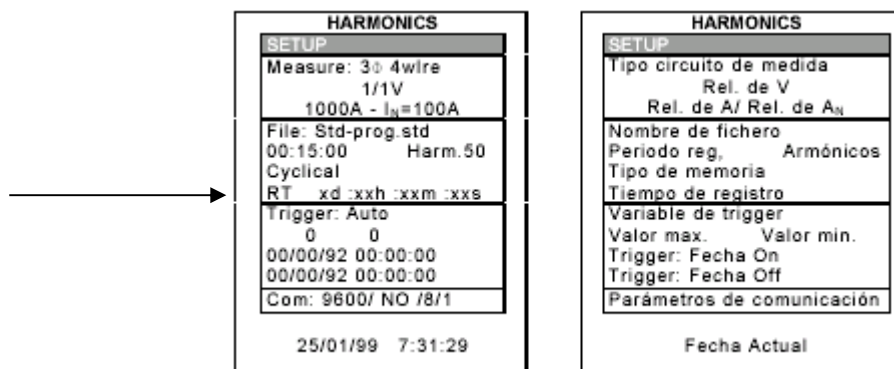 HARMONICS
SETUP
Measure: 3Φ 4wire
1/1V
1000A - IN=100A
File: Std-prog.std
00:15:00 Harm.50
Cyclical
RT xd :xxh :xxm :xxs
Trigger: Auto
0 0
00/00/92 00:00:00
00/00/92 00:00:00
Com: 9600/ NO /8/1
25/01/99 7:31:29
HARMONICS
SETUP
Tipo circuito de medida
Rel. de V
Rel. de A/ Rel. de AN
Nombre de fichero
Periodo reg, Armónicos
Tipo de memoria
Tiempo de registro
Variable de trigger
Valor max. Valor min.
Trigger: Fecha On
Trigger: Fecha Off
Parámetros de comunicación
Fecha Actual